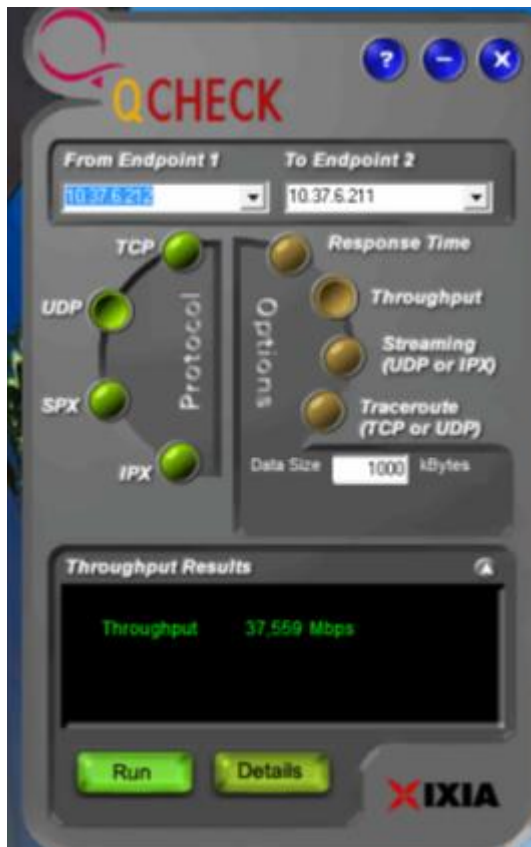 ? – X
QCHECK
From Endpoint 1 To Endpoint 2
10.37.6.212 10.37.6.211
TCP Response Time
UDP Throughput
Protocol Options
Streaming
(UDP or IPX)
SPX Traceroute
(TCP or UDP)
IPX
Data Size 1000 kBytes
Throughput Results
Throughput 37,559 Mbps
Run Details
IXIA